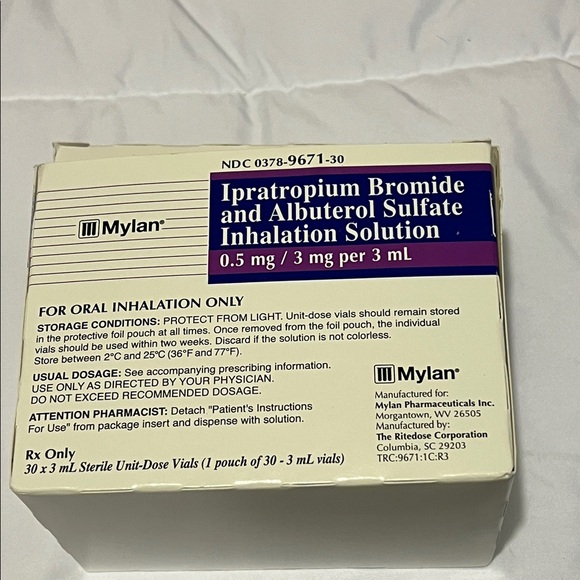 NDC 0378-9671-30
Mylan®
Ipratropium Bromide
and Albuterol Sulfate
Inhalation Solution
0.5 mg / 3 mg per 3 mL
FOR ORAL INHALATION ONLY
STORAGE CONDITIONS: PROTECT FROM LIGHT. Unit-dose vials should remain stored
in the protective foil pouch at all times. Once removed from the foil pouch, the individual
vials should be used within two weeks. Discard if the solution is not colorless.
Store between 2°C and 25°C (36°F and 77°F).
USUAL DOSAGE: See accompanying prescribing information.
USE ONLY AS DIRECTED BY YOUR PHYSICIAN.
DO NOT EXCEED RECOMMENDED DOSAGE.
ATTENTION PHARMACIST: Detach "Patient's Instructions
For Use" from package insert and dispense with solution.
Rx Only
30 x 3 mL Sterile Unit-Dose Vials (1 pouch of 30 - 3 mL vials)
Mylan®
Manufactured for:
Mylan Pharmaceuticals Inc.
Morgantown, WV 26505
Manufactured by:
The Ritedose Corporation
Columbia, SC 29203
TRC:9671:1C:R3